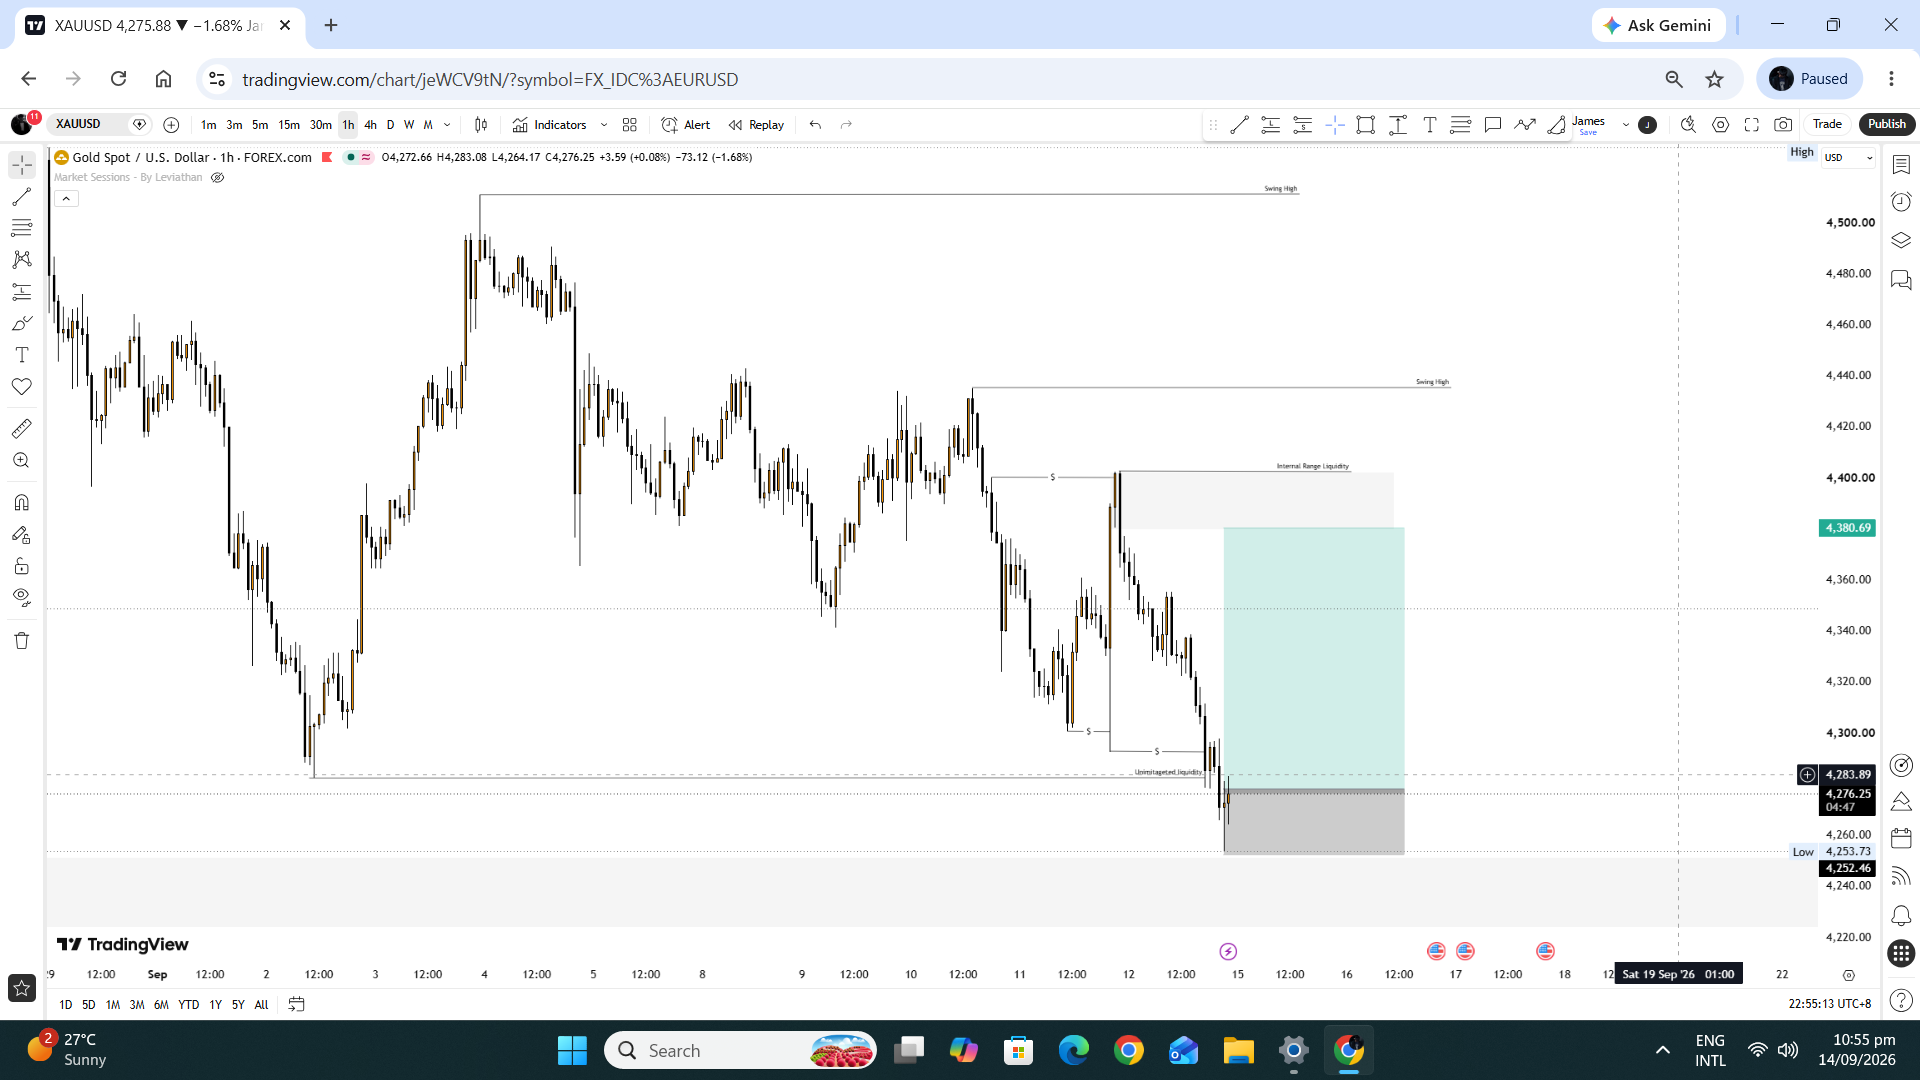 XAUUSD 4,275.88 ▼ −1.68% Ja
Ask Gemini
tradingview.com/chart/jeWCV9tN/?symbol=FX_IDC%3AEURUSD
Paused
11
XAUUSD
1m 3m 5m 15m 30m 1h 4h D W M
Indicators
Alert
Replay
James
Save
J
Trade
Publish
Gold Spot / U.S. Dollar · 1h · FOREX.com
O4,272.66 H4,283.08 L4,264.17 C4,276.25 +3.59 (+0.08%) −73.12 (−1.68%)
Market Sessions - By Leviathan
High
USD
Swing High
4,500.00
4,480.00
4,460.00
4,440.00
Swing High
4,420.00
Internal Range Liquidity
$
4,400.00
4,380.69
4,360.00
4,340.00
4,320.00
$
4,300.00
$
Unimitageted liquidity
4,283.89
4,276.25
04:47
4,260.00
Low 4,253.73
4,252.46
4,240.00
4,220.00
TradingView
29 12:00 Sep 12:00 2 12:00 3 12:00 4 12:00 5 12:00 8 9 12:00 10 12:00 11 12:00 12 12:00 15 12:00 16 12:00 17 12:00 18 12 Sat 19 Sep '26 01:00 22
1D 5D 1M 3M 6M YTD 1Y 5Y All
22:55:13 UTC+8
2
27°C
Sunny
Search
ENG
INTL
10:55 pm
14/09/2026